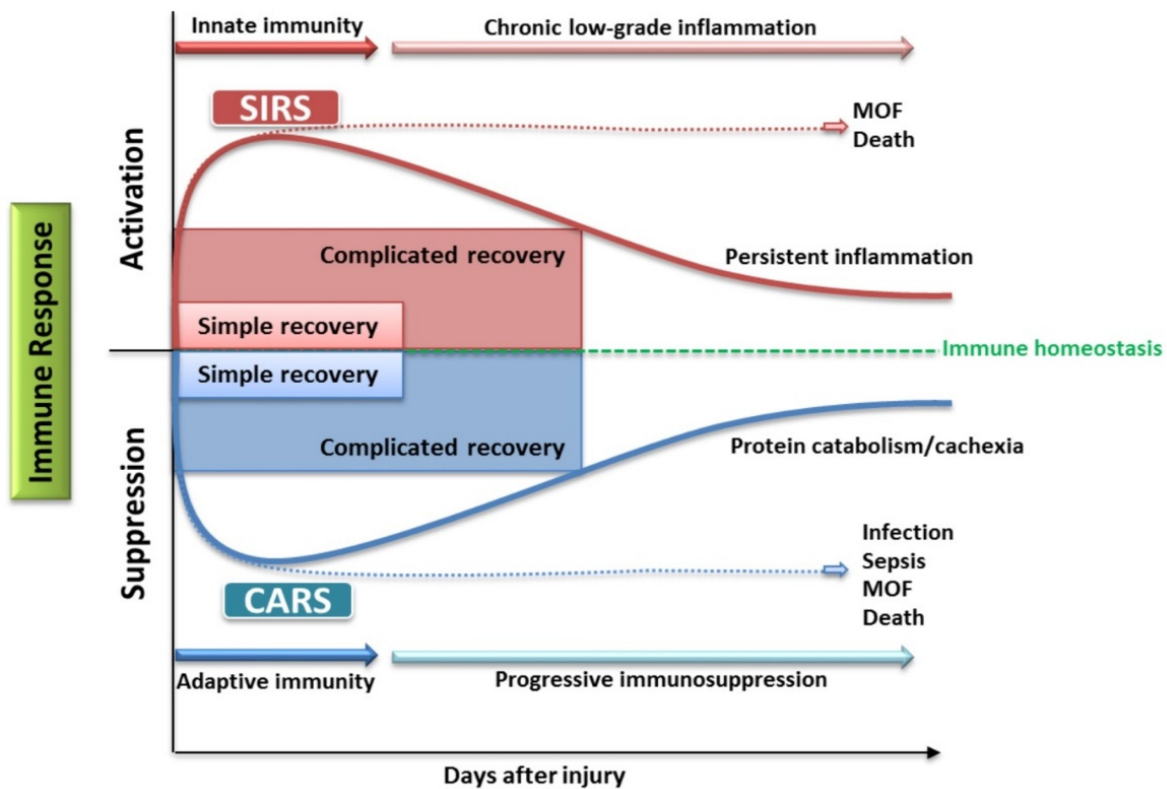 Innate immunity
Chronic low-grade inflammation
SIRS
MOF
Death
Activation
Immune Response
Complicated recovery
Persistent inflammation
Simple recovery
Immune homeostasis
Simple recovery
Complicated recovery
Protein catabolism/cachexia
Suppression
Infection
Sepsis
MOF
Death
CARS
Adaptive immunity
Progressive immunosuppression
Days after injury